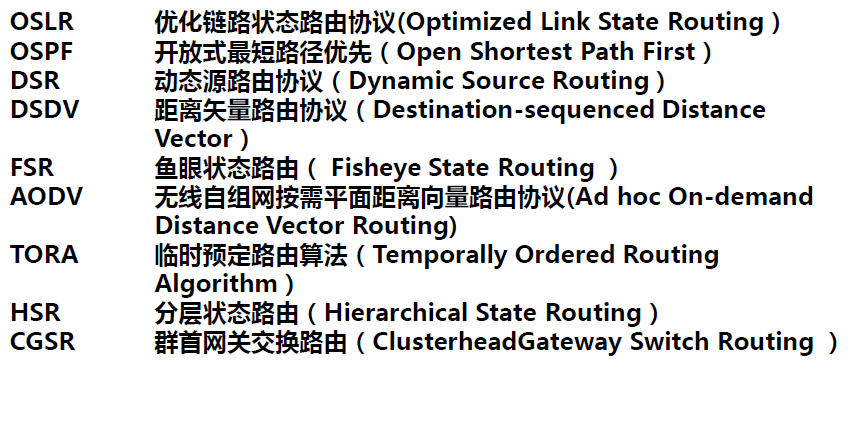 OSLR 优化链路状态路由协议(Optimized Link State Routing )
OSPF 开放式最短路径优先（Open Shortest Path First）
DSR 动态源路由协议（Dynamic Source Routing）
DSDV 距离矢量路由协议（Destination-sequenced Distance
Vector）
FSR 鱼眼状态路由（ Fisheye State Routing ）
AODV 无线自组网按需平面距离向量路由协议(Ad hoc On-demand
Distance Vector Routing)
TORA 临时预定路由算法（Temporally Ordered Routing
Algorithm）
HSR 分层状态路由（Hierarchical State Routing）
CGSR 群首网关交换路由（ClusterheadGateway Switch Routing ）